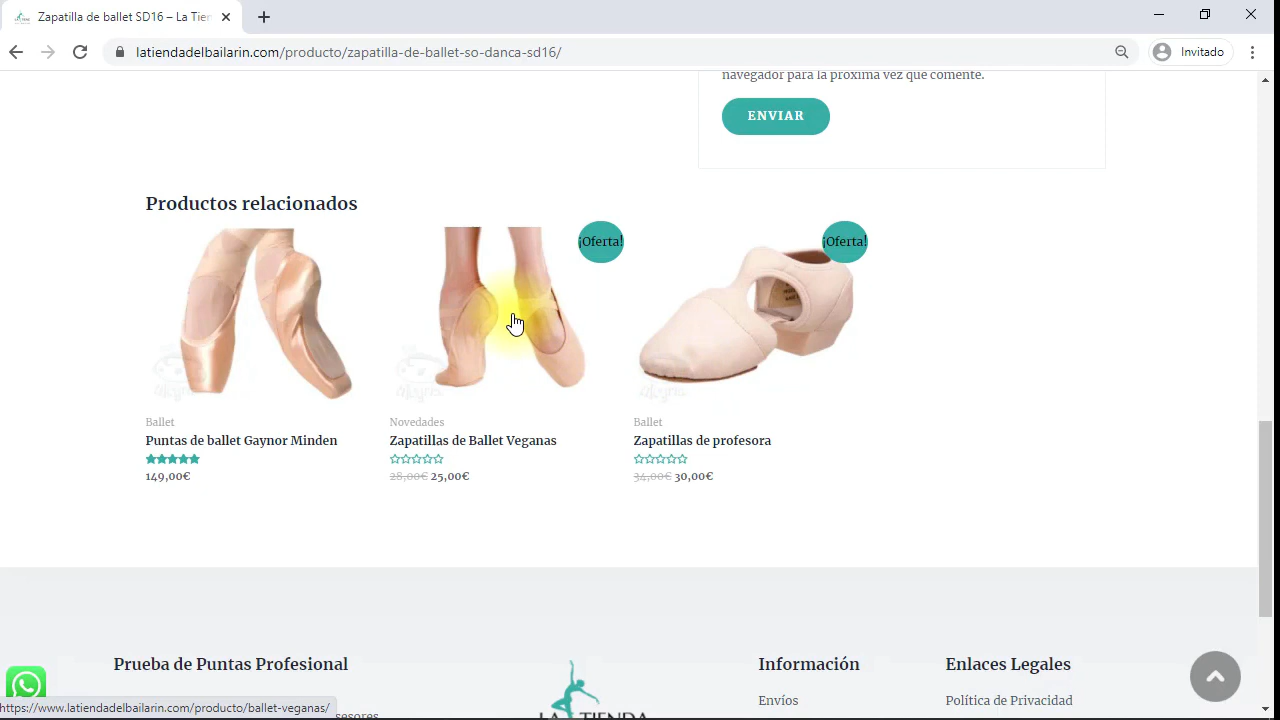 Zapatilla de ballet SD16 – La Tier
latiendadelbailarin.com/producto/zapatilla-de-ballet-so-danca-sd16/
Invitado
navegador para la próxima vez que comente.
ENVIAR
Productos relacionados
¡Oferta!
¡Oferta!
Ballet
Puntas de ballet Gaynor Minden
149,00€
Novedades
Zapatillas de Ballet Veganas
28,00€ 25,00€
Ballet
Zapatillas de profesora
34,00€ 30,00€
Prueba de Puntas Profesional
LA TIENDA
Información
Envíos
Enlaces Legales
Política de Privacidad
https://www.latiendadelbailarin.com/producto/ballet-veganas/